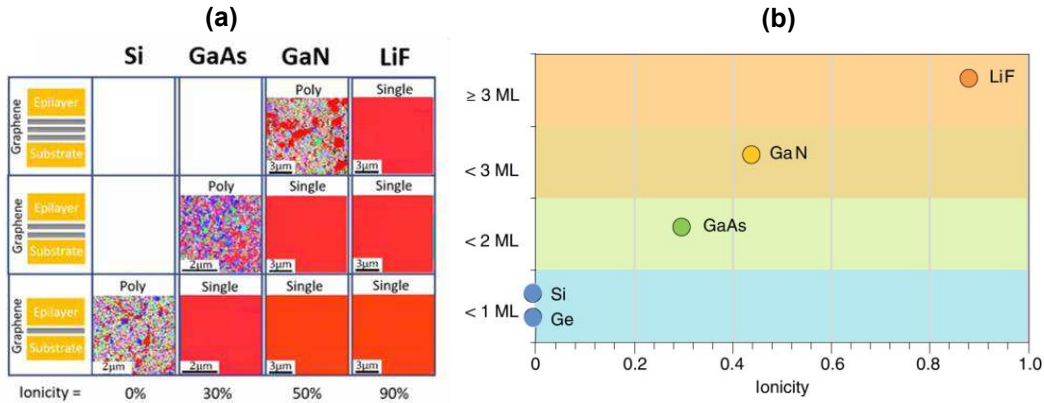 (a)
Si GaAs GaN LiF
Graphene
Epilayer
Substrate
Poly
3μm
Single
3μm
Graphene
Epilayer
Substrate
Poly
2μm
Single
3μm
Single
3μm
Graphene
Epilayer
Substrate
Poly
2μm
Single
2μm
Single
3μm
Single
3μm
Ionicity = 0% 30% 50% 90%
(b)
≥ 3 ML
< 3 ML
< 2 ML
< 1 ML
LiF
GaN
GaAs
Si
Ge
0 0.2 0.4 0.6 0.8 1.0
Ionicity